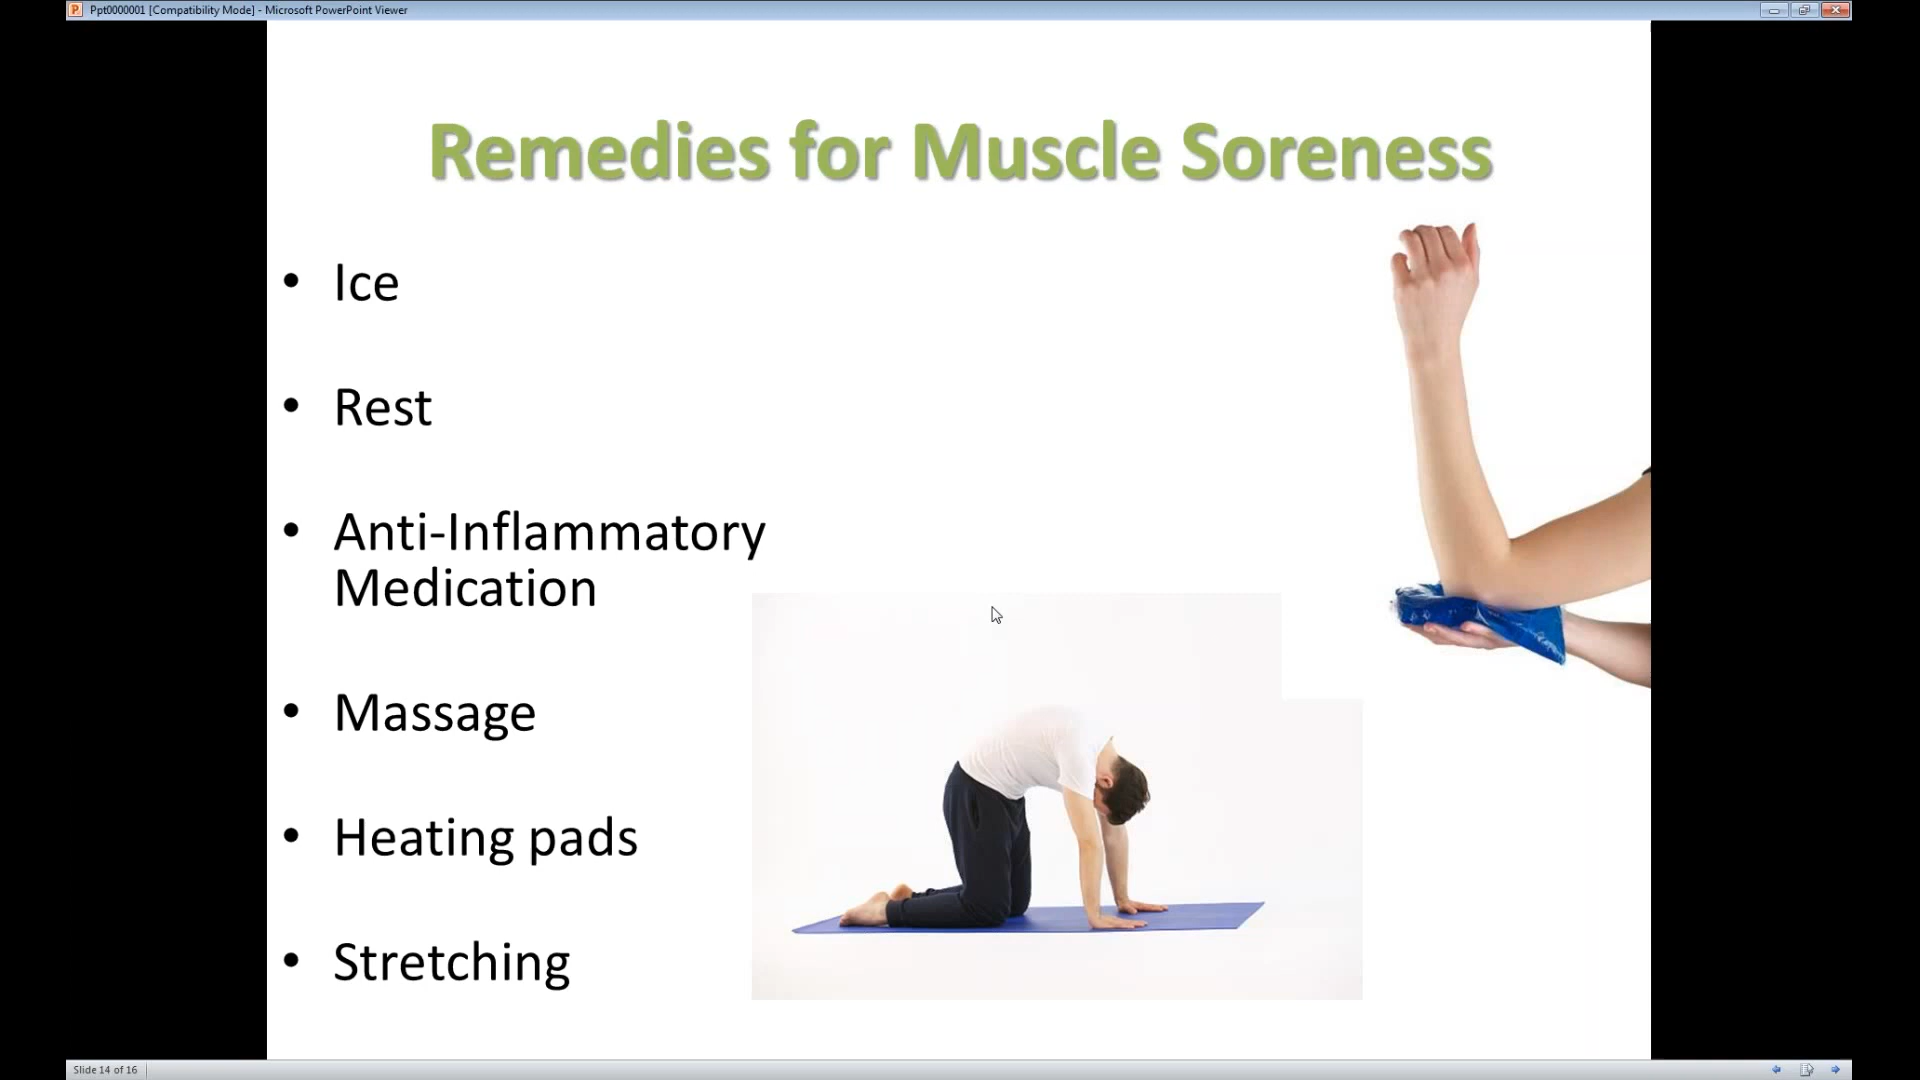 Ppt0000001 [Compatibility Mode] - Microsoft PowerPoint Viewer
Remedies for Muscle Soreness
• Ice
• Rest
• Anti-Inflammatory
Medication
• Massage
• Heating pads
• Stretching
Slide 14 of 16